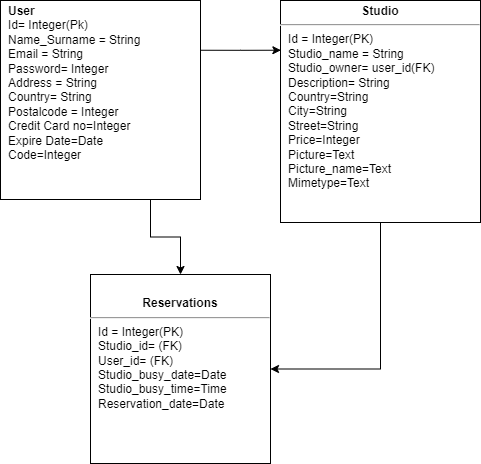 User
Id= Integer(Pk)
Name_Surname = String
Email = String
Password= Integer
Address = String
Country= String
Postalcode = Integer
Credit Card no=Integer
Expire Date=Date
Code=Integer
Studio
Id = Integer(PK)
Studio_name = String
Studio_owner= user_id(FK)
Description= String
Country=String
City=String
Street=String
Price=Integer
Picture=Text
Picture_name=Text
Mimetype=Text
Reservations
Id = Integer(PK)
Studio_id= (FK)
User_id= (FK)
Studio_busy_date=Date
Studio_busy_time=Time
Reservation_date=Date